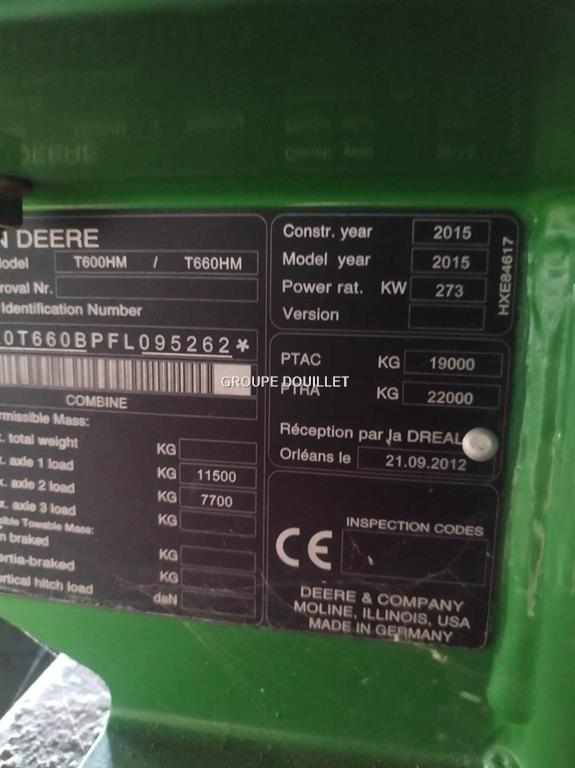 N DEERE
odel T600HM / T660HM
roval Nr.
Identification Number
0T660BPFL095262*
COMBINE
rmissible Mass:
x. total weight KG
x. axle 1 load KG 11500
x. axle 2 load KG 7700
x. axle 3 load KG
sible Towable Mass:
n braked KG
ertia-braked KG
ertical hitch load daN
Constr. year 2015
Model year 2015
Power rat. KW 273
Version
HXE84617
PTAC KG 19000
PTRA KG 22000
Réception par la DREAL
Orléans le 21.09.2012
CE
INSPECTION CODES
DEERE & COMPANY
MOLINE, ILLINOIS, USA
MADE IN GERMANY
GROUPE DOUILLET